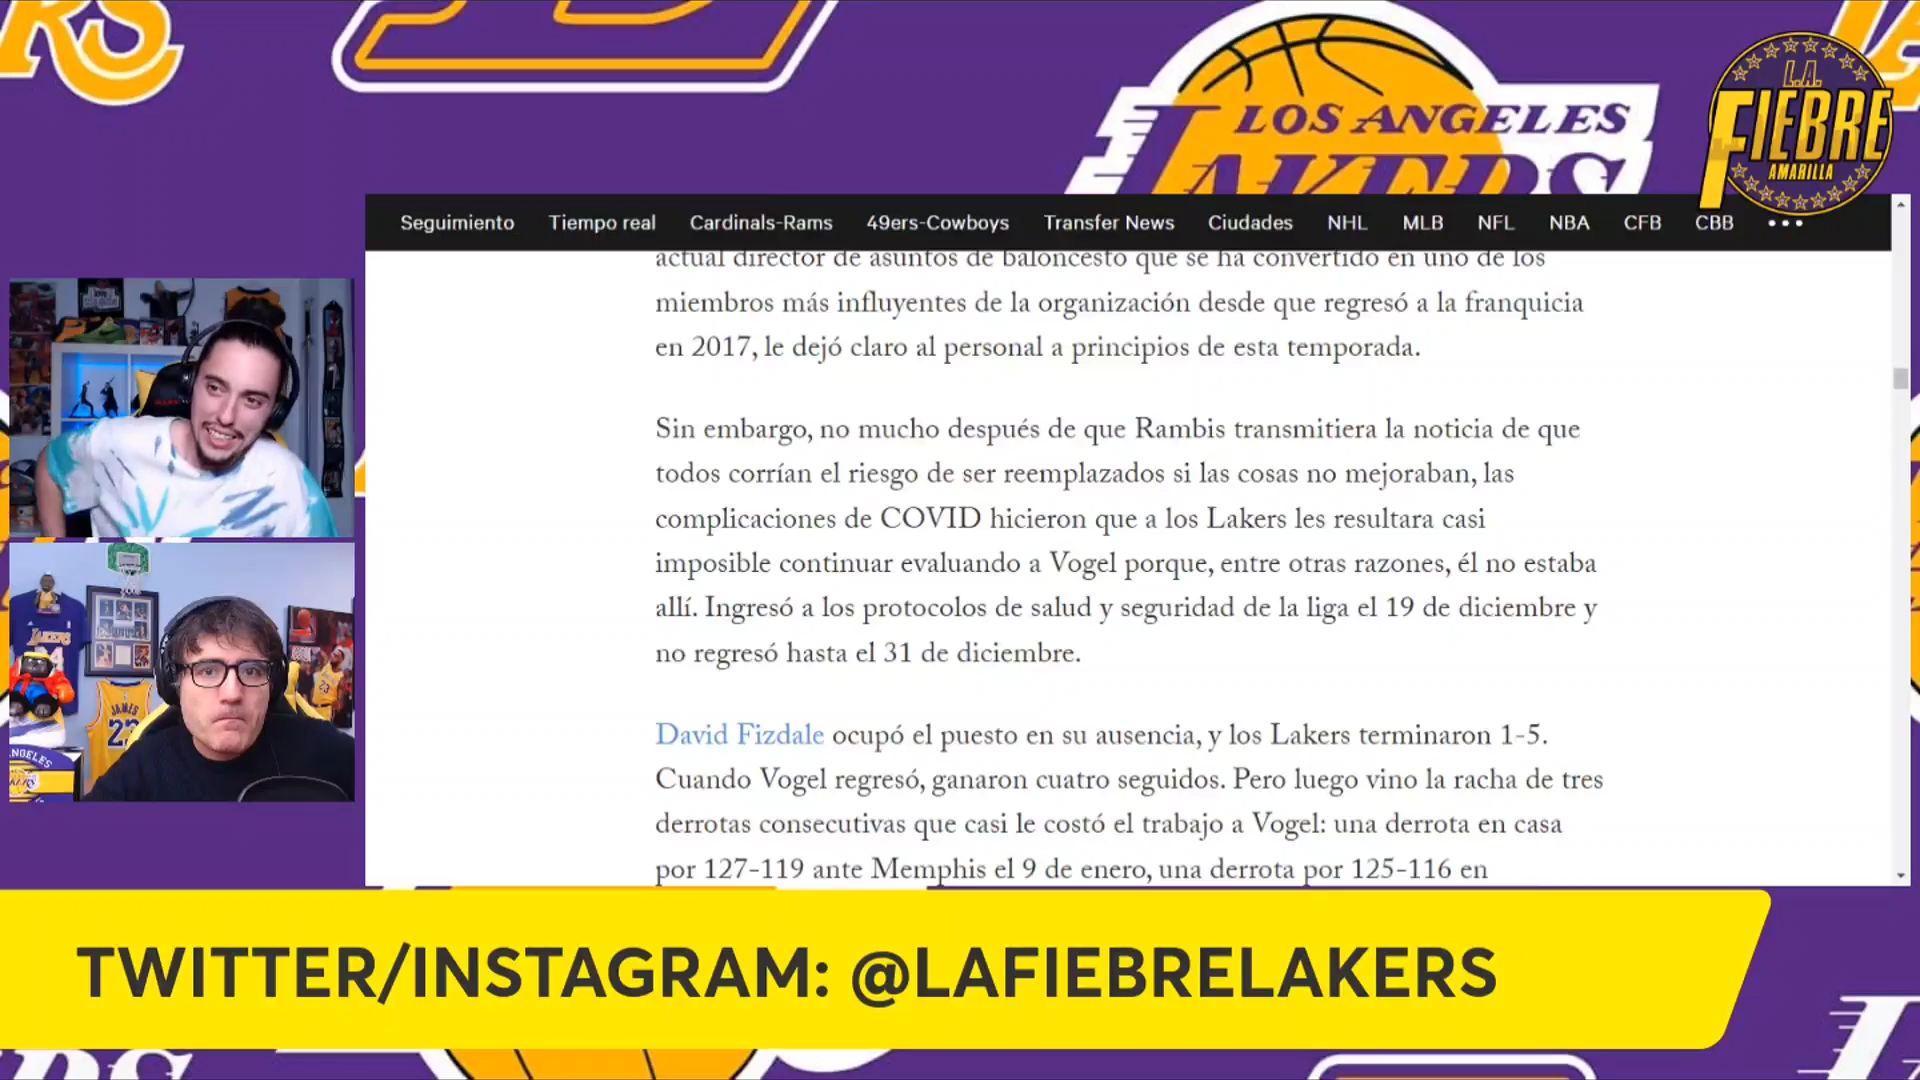 RS
LOS ANGELES
LAKERS
L.A.
FIEBRE
AMARILLA
Seguimiento Tiempo real Cardinals-Rams 49ers-Cowboys Transfer News Ciudades NHL MLB NFL NBA CFB CBB •••
actual director de asuntos de baloncesto que se ha convertido en uno de los
miembros más influyentes de la organización desde que regresó a la franquicia
en 2017, le dejó claro al personal a principios de esta temporada.
Sin embargo, no mucho después de que Rambis transmitiera la noticia de que
todos corrían el riesgo de ser reemplazados si las cosas no mejoraban, las
complicaciones de COVID hicieron que a los Lakers les resultara casi
imposible continuar evaluando a Vogel porque, entre otras razones, él no estaba
allí. Ingresó a los protocolos de salud y seguridad de la liga el 19 de diciembre y
no regresó hasta el 31 de diciembre.
David Fizdale ocupó el puesto en su ausencia, y los Lakers terminaron 1-5.
Cuando Vogel regresó, ganaron cuatro seguidos. Pero luego vino la racha de tres
derrotas consecutivas que casi le costó el trabajo a Vogel: una derrota en casa
por 127-119 ante Memphis el 9 de enero, una derrota por 125-116 en
LAKERS
JAMES
23
NGELES
TWITTER/INSTAGRAM: @LAFIEBRELAKERS